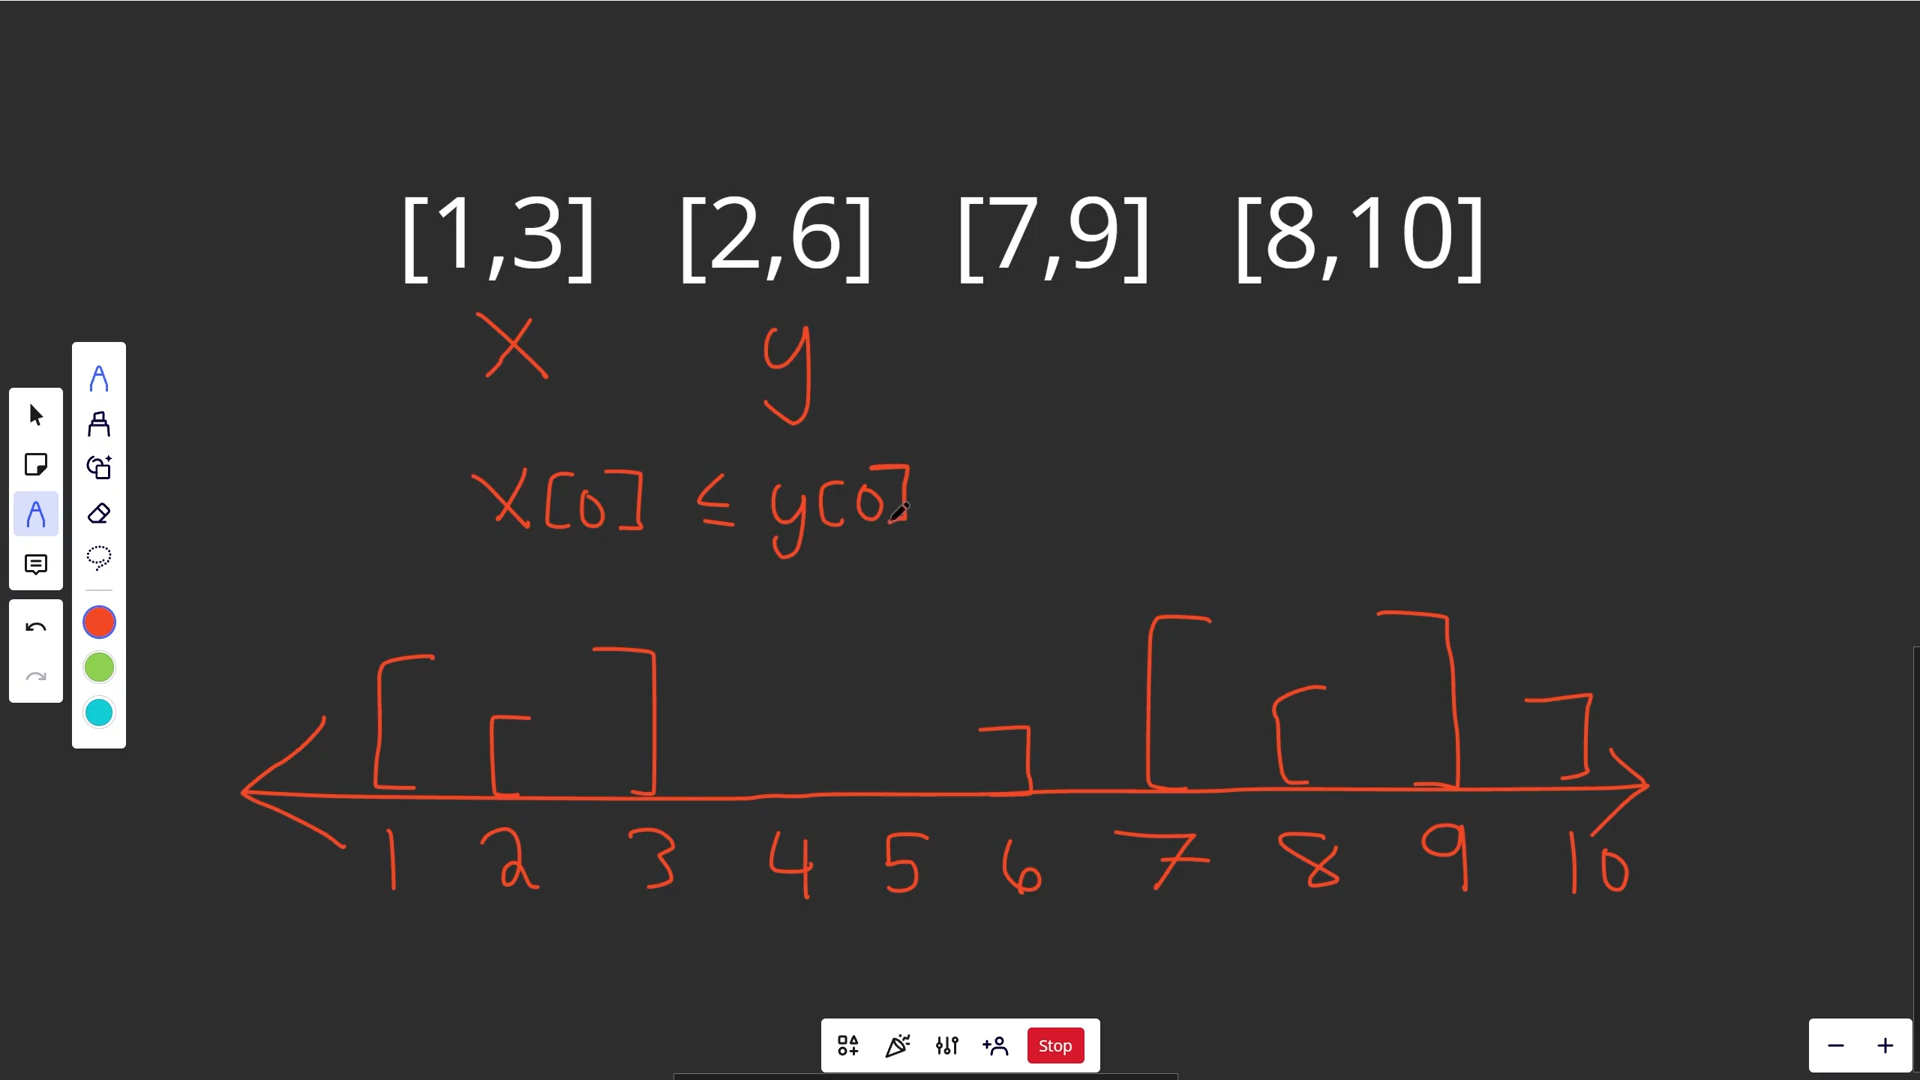 [1,3] [2,6] [7,9] [8,10]
x y
x[0] ≤ y[0]
1 2 3 4 5 6 7 8 9 10
Stop